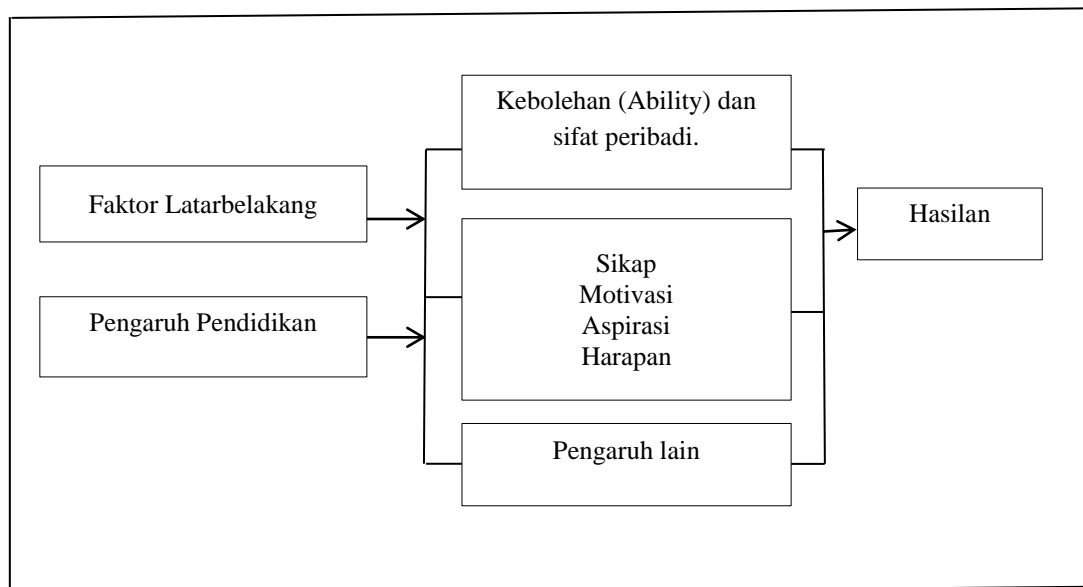 Faktor Latarbelakang
Pengaruh Pendidikan
Kebolehan (Ability) dan
sifat peribadi.
Sikap
Motivasi
Aspirasi
Harapan
Pengaruh lain
Hasilan